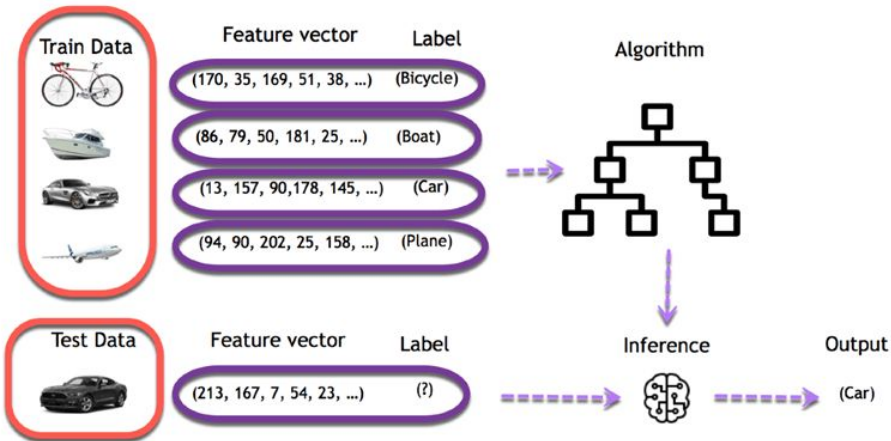 Train Data
Feature vector
Label
Algorithm
(170, 35, 169, 51, 38, ...) (Bicycle)
(86, 79, 50, 181, 25, ...) (Boat)
(13, 157, 90,178, 145, ...) (Car)
(94, 90, 202, 25, 158, ...) (Plane)
Test Data
Feature vector
Label
Inference
Output
(213, 167, 7, 54, 23, ...) (?)
(Car)